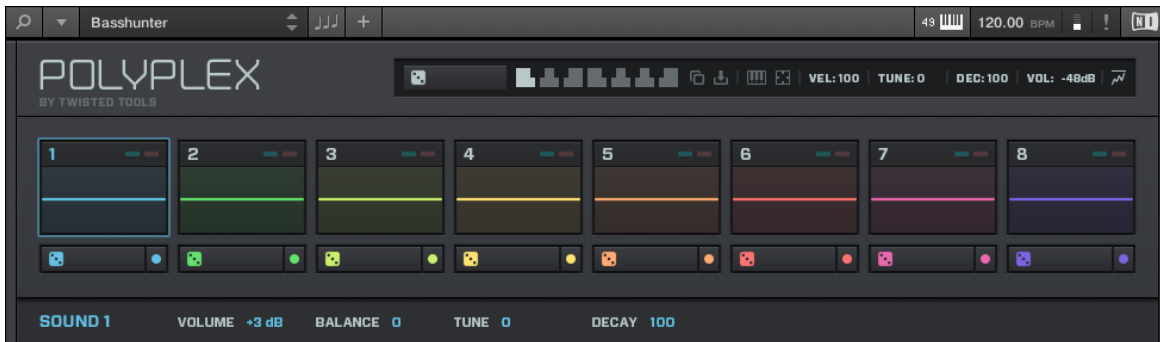 Basshunter
49
120.00 BPM
!
NI
POLYPLEX
BY TWISTED TOOLS
VEL: 100 TUNE: 0 DEC: 100 VOL: -48dB
1 2 3 4 5 6 7 8
SOUND 1 VOLUME +3 dB BALANCE 0 TUNE 0 DECAY 100